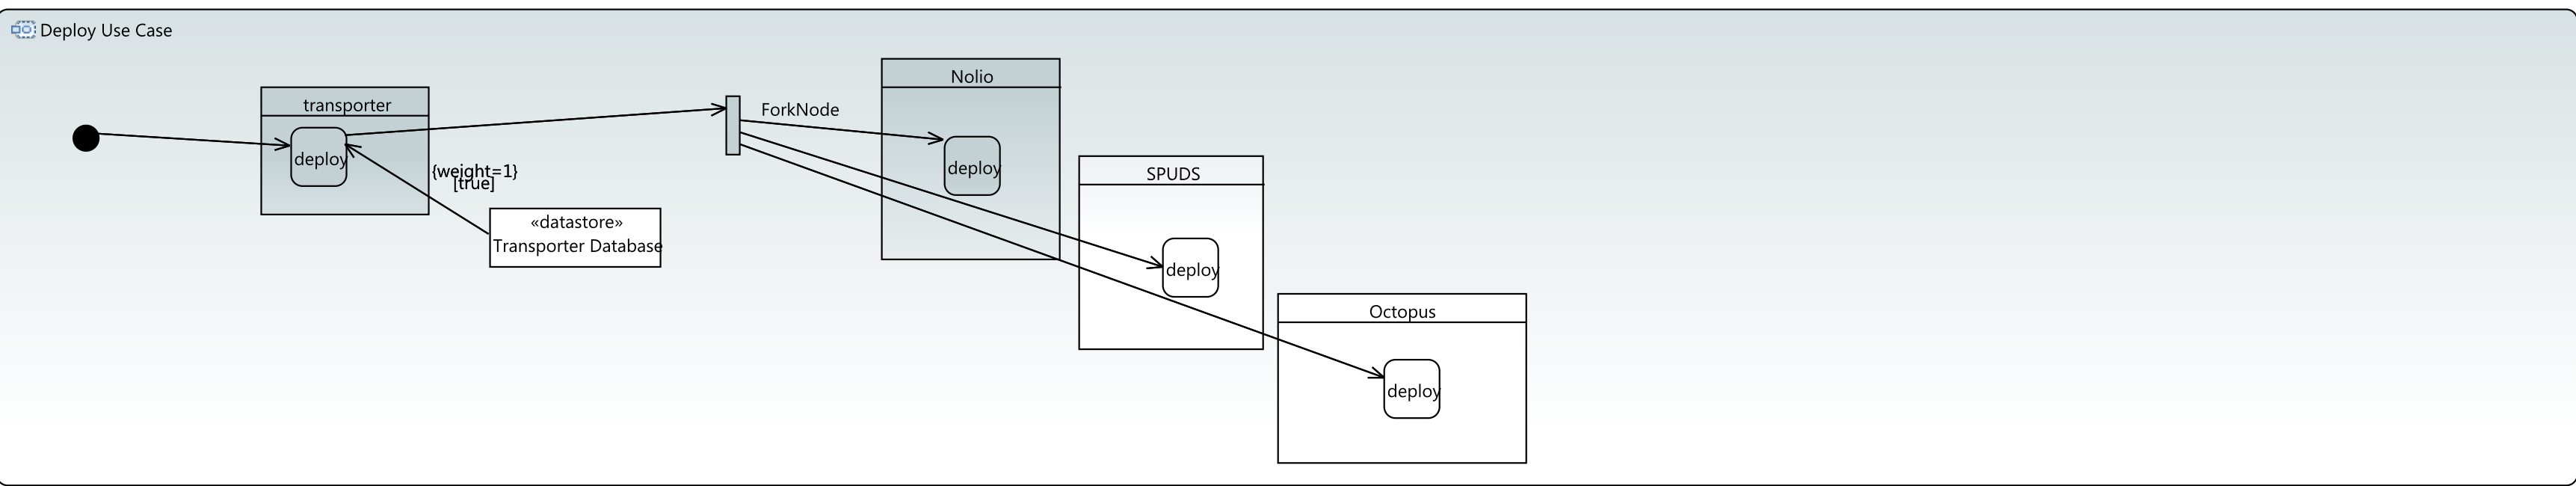 Deploy Use Case
transporter
deploy
{weight=1}
[true]
«datastore»
Transporter Database
ForkNode
Nolio
deploy
SPUDS
deploy
Octopus
deploy